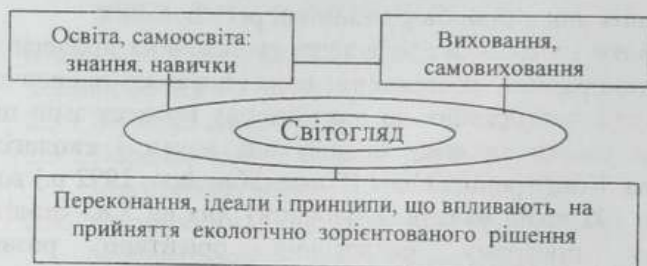 Освіта, самоосвіта:
знання, навички
Виховання,
самовиховання
Світогляд
Переконання, ідеали і принципи, що впливають на
прийняття екологічно зорієнтованого рішення